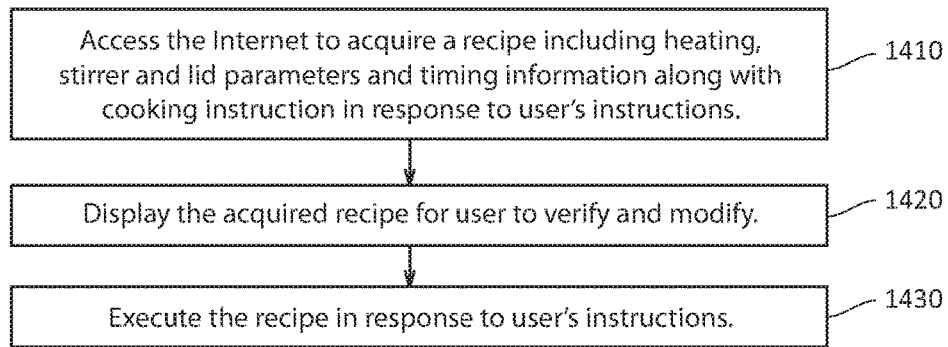 Access the Internet to acquire a recipe including heating,
stirrer and lid parameters and timing information along with
cooking instruction in response to user's instructions.
1410
Display the acquired recipe for user to verify and modify.
1420
Execute the recipe in response to user's instructions.
1430